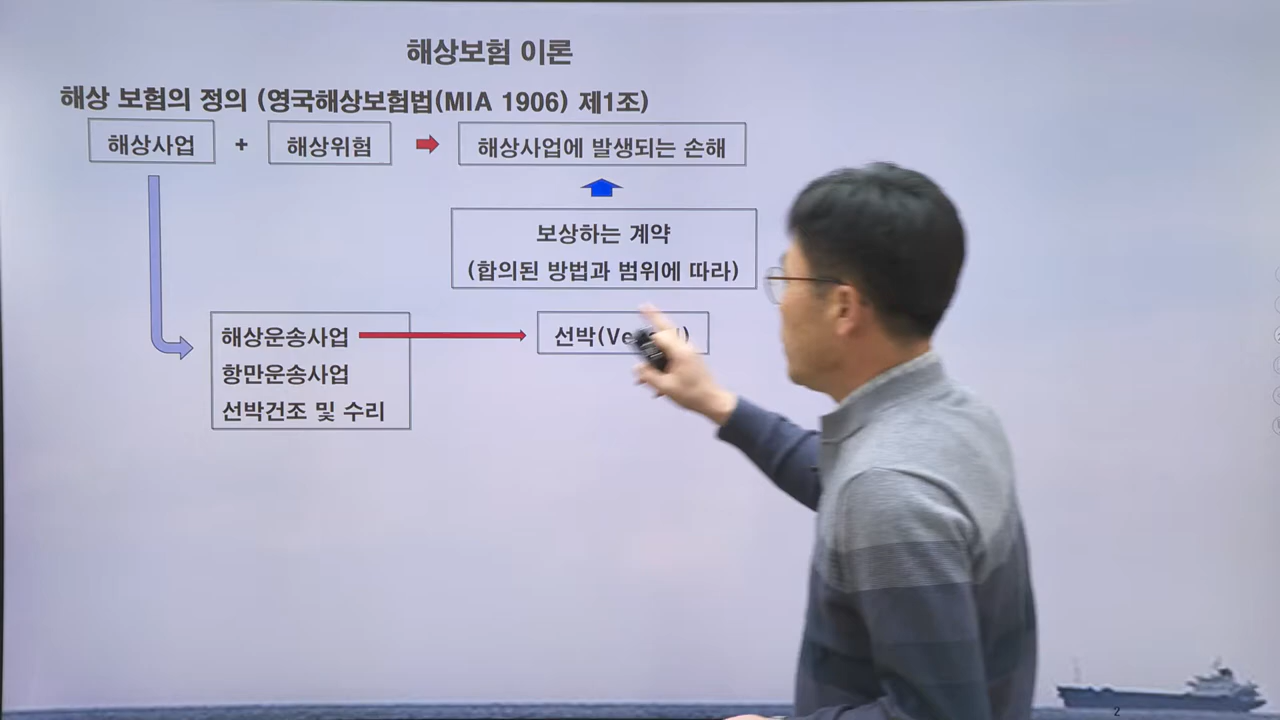 해상보험 이론
해상 보험의 정의 (영국해상보험법(MIA 1906) 제1조)
해상사업 + 해상위험 해상사업에 발생되는 손해
보상하는 계약
(합의된 방법과 범위에 따라)
해상운송사업
항만운송사업
선박건조 및 수리
선박
2